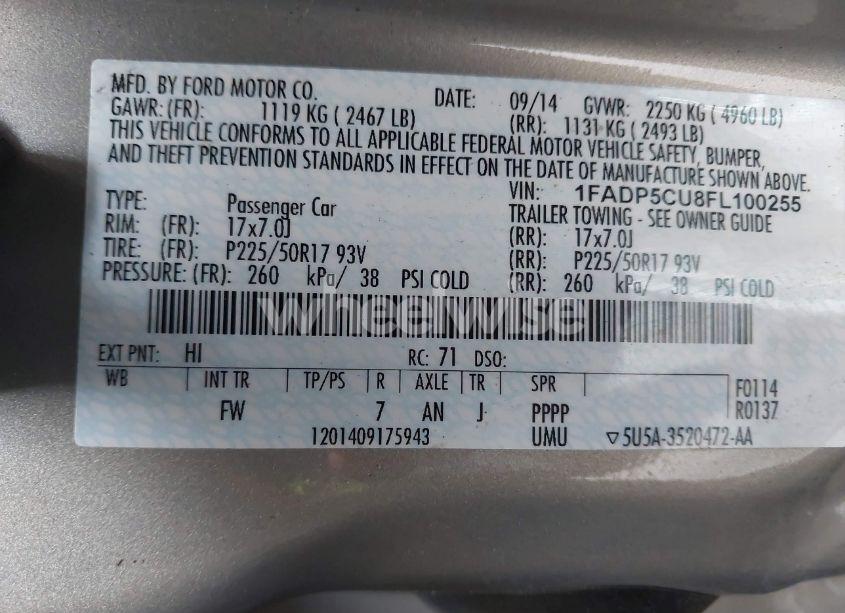 MFD. BY FORD MOTOR CO. DATE: 09/14 GVWR: 2250 KG ( 4960 LB)
GAWR: (FR): 1119 KG ( 2467 LB) (RR): 1131 KG ( 2493 LB)
THIS VEHICLE CONFORMS TO ALL APPLICABLE FEDERAL MOTOR VEHICLE SAFETY, BUMPER,
AND THEFT PREVENTION STANDARDS IN EFFECT ON THE DATE OF MANUFACTURE SHOWN ABOVE.
VIN: 1FADP5CU8FL100255
TYPE: Passenger Car TRAILER TOWING - SEE OWNER GUIDE
RIM: (FR): 17x7.0J (RR): 17x7.0J
TIRE: (FR): P225/50R17 93V (RR): P225/50R17 93V
PRESSURE: (FR): 260 kPa/ 38 PSI COLD (RR): 260 kPa/ 38 PSI COLD
Wheelwise
EXT PNT: HI RC: 71 DSO:
WB INT TR TP/PS R AXLE TR SPR F0114
FW 7 AN J PPPP R0137
1201409175943 UMU ▽5U5A-3520472-AA